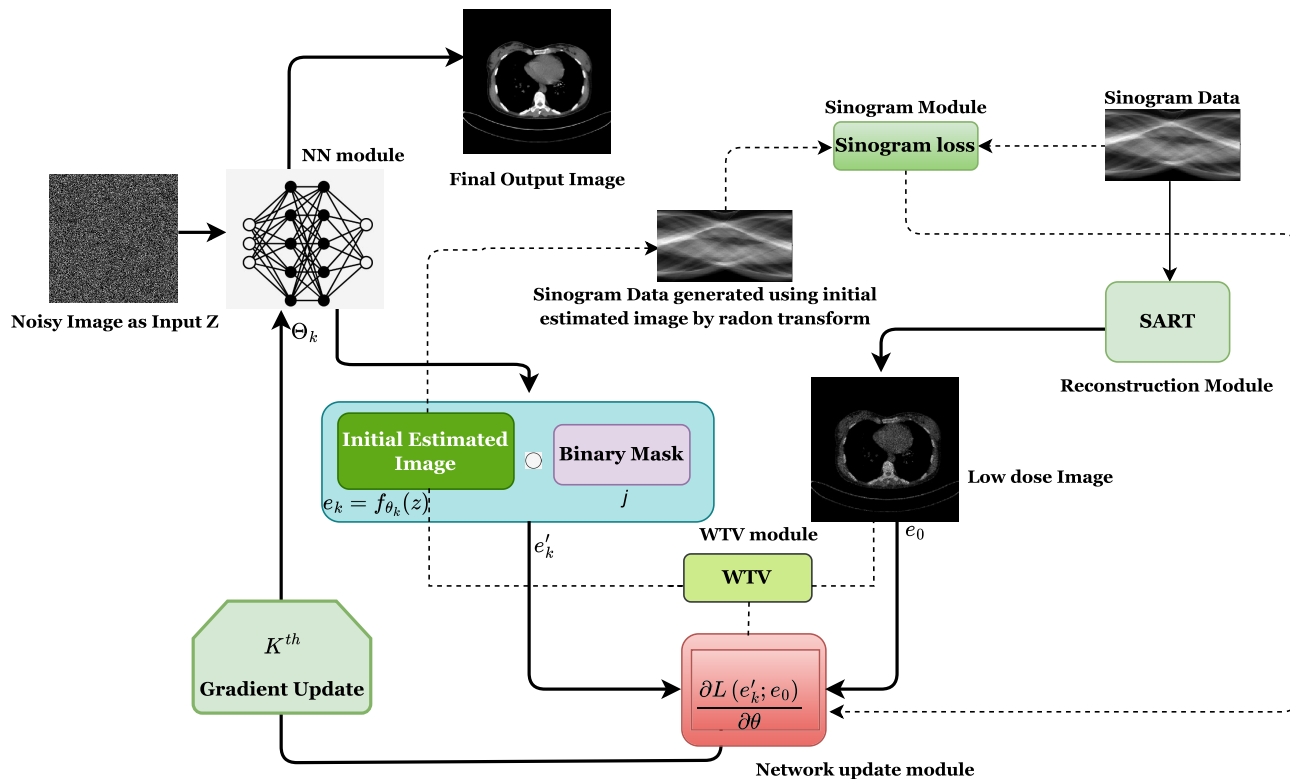 Sinogram Module
Sinogram Data
Sinogram loss
NN module
Final Output Image
Noisy Image as Input Z
Sinogram Data generated using initial
estimated image by radon transform
SART
Θ_k
Reconstruction Module
Initial Estimated
Image
Binary Mask
Low dose Image
e_k = f_{θ_k}(z)
j
e′_k
WTV module
e_0
WTV
K^{th}
Gradient Update
∂L (e′_k; e_0)
∂θ
Network update module